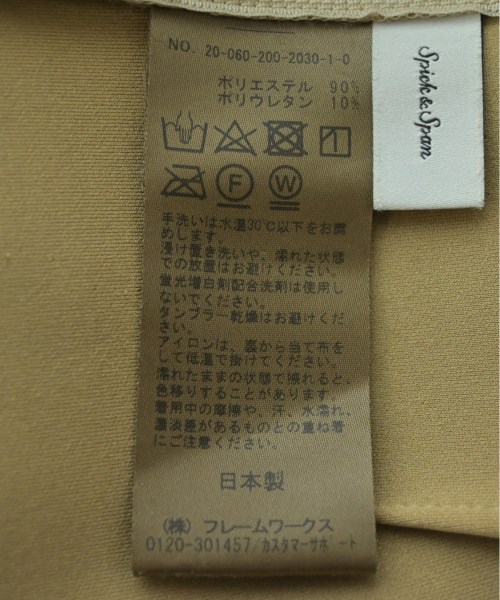 NO. 20-060-200-2030-1-0
ポリエステル 90%
ポリウレタン 10%
F W
手洗いは水温30℃以下をお薦
めします。
浸け置き洗いや、濡れた状態
での放置はお避けください。
蛍光増白剤配合洗剤は使用し
ないでください。
タンブラー乾燥はお避けくだ
さい。
アイロンは、裏から当て布を
して低温で掛けてください。
濡れたままの状態で擦れると、
色移りすることがあります。
着用中の摩擦や、汗、水濡れ、
濃淡差があるものとの重ね着
にご注意ください。
日本製
(株) フレームワークス
0120-301457/カスタマーサポート
Spick & Span